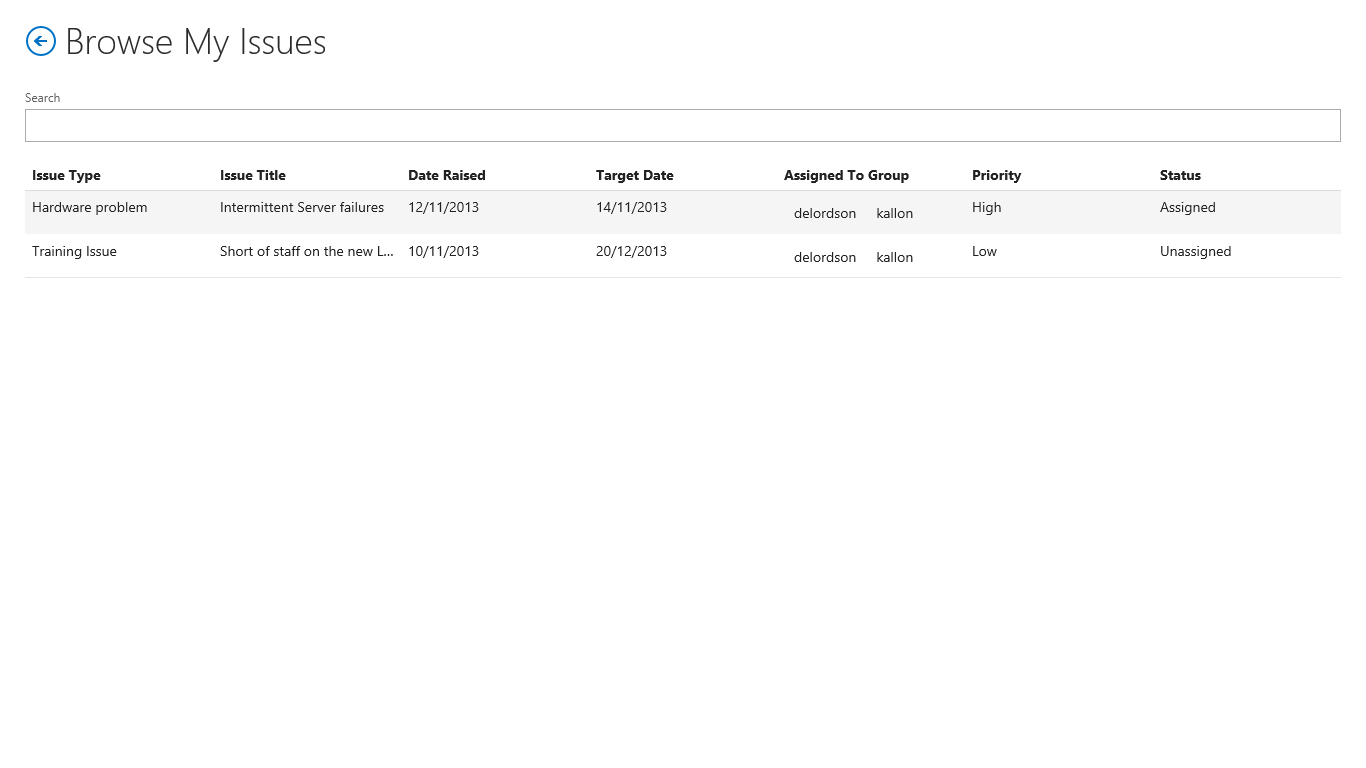 Browse My Issues
Search
Issue Type Issue Title Date Raised Target Date Assigned To Group Priority Status
Hardware problem Intermittent Server failures 12/11/2013 14/11/2013 delordson kallon High Assigned
Training Issue Short of staff on the new L... 10/11/2013 20/12/2013 delordson kallon Low Unassigned